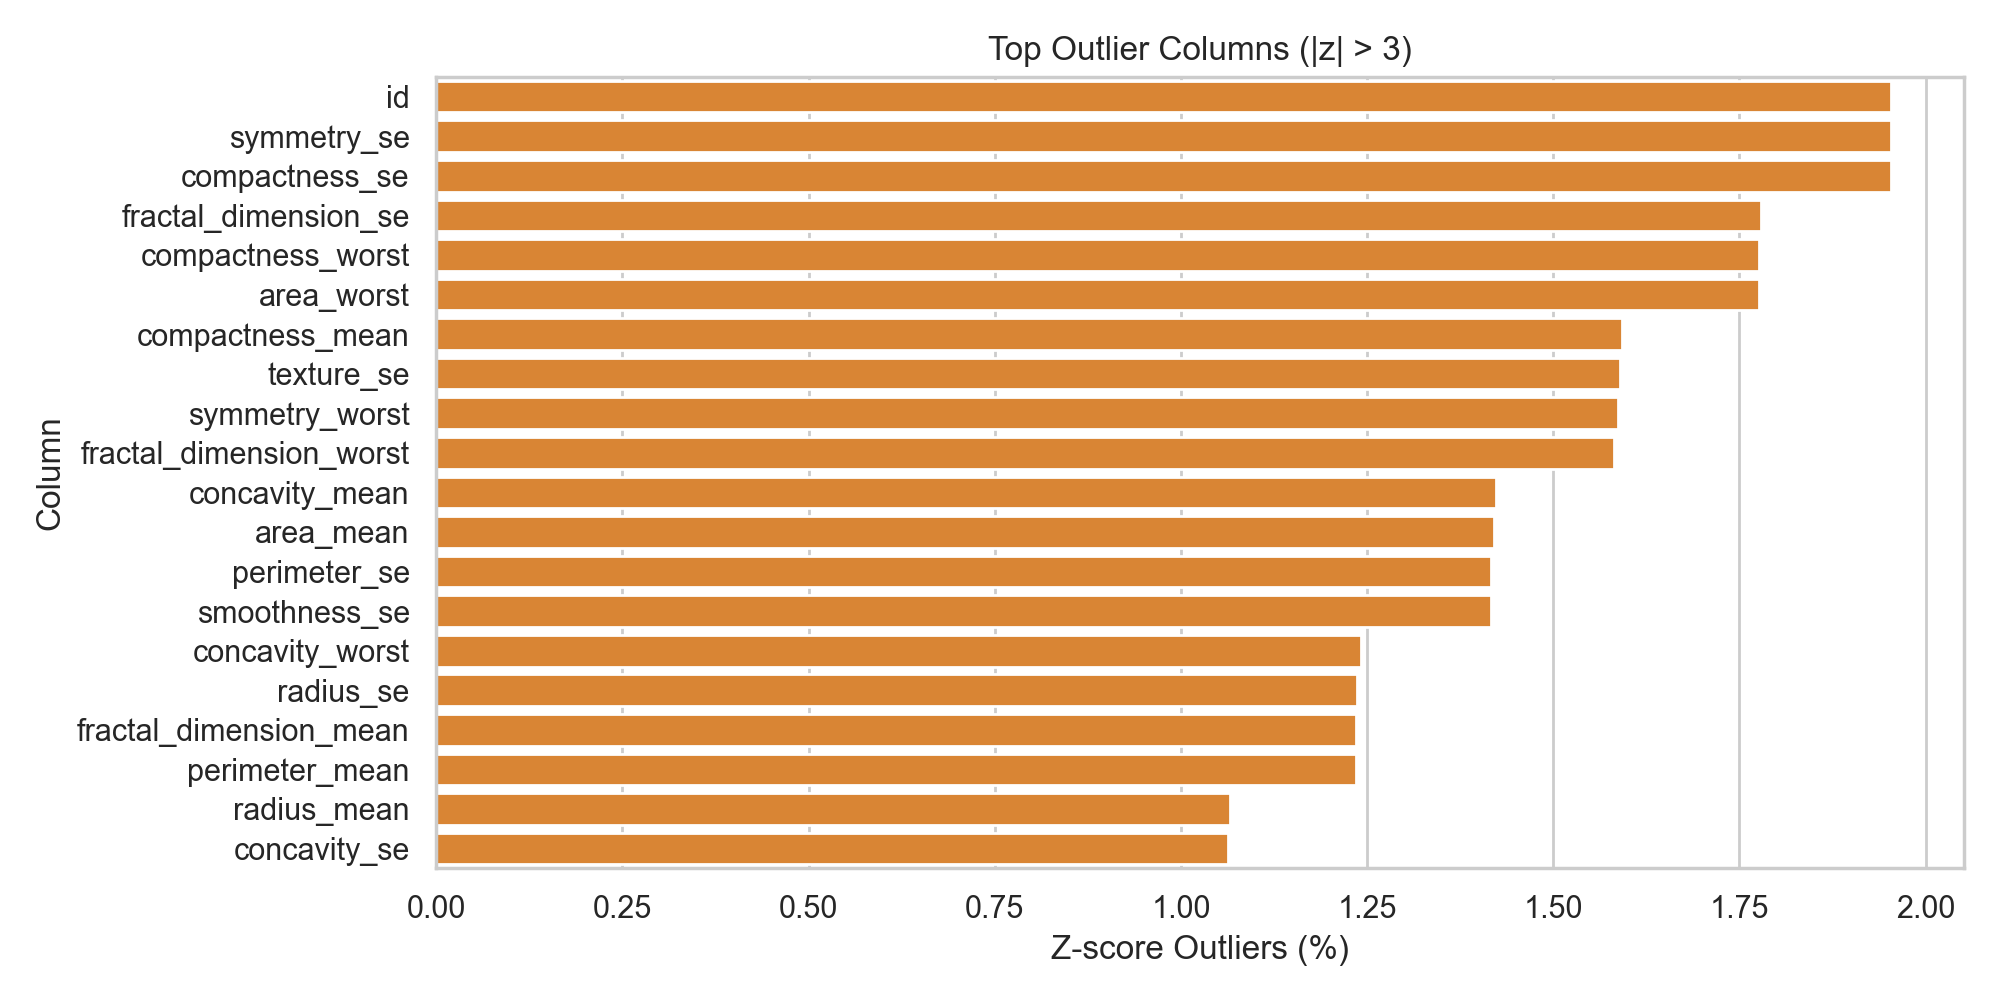 Top Outlier Columns (|z| > 3)
id
symmetry_se
compactness_se
fractal_dimension_se
compactness_worst
area_worst
compactness_mean
texture_se
symmetry_worst
fractal_dimension_worst
concavity_mean
area_mean
perimeter_se
smoothness_se
concavity_worst
radius_se
fractal_dimension_mean
perimeter_mean
radius_mean
concavity_se
Column
0.00 0.25 0.50 0.75 1.00 1.25 1.50 1.75 2.00
Z-score Outliers (%)